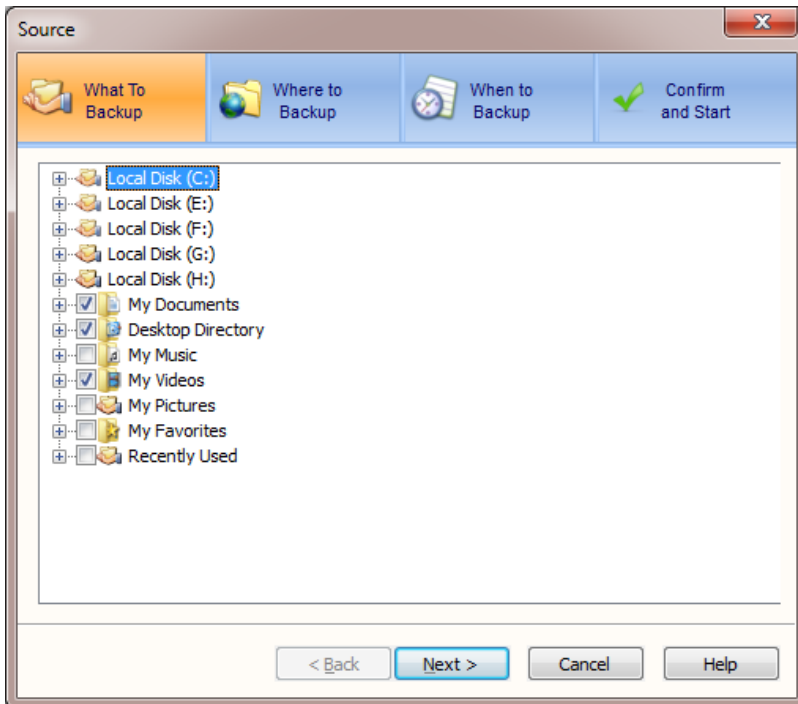 Source
What To
Backup
Where to
Backup
When to
Backup
Confirm
and Start
Local Disk (C:)
Local Disk (E:)
Local Disk (F:)
Local Disk (G:)
Local Disk (H:)
My Documents
Desktop Directory
My Music
My Videos
My Pictures
My Favorites
Recently Used
< Back
Next >
Cancel
Help